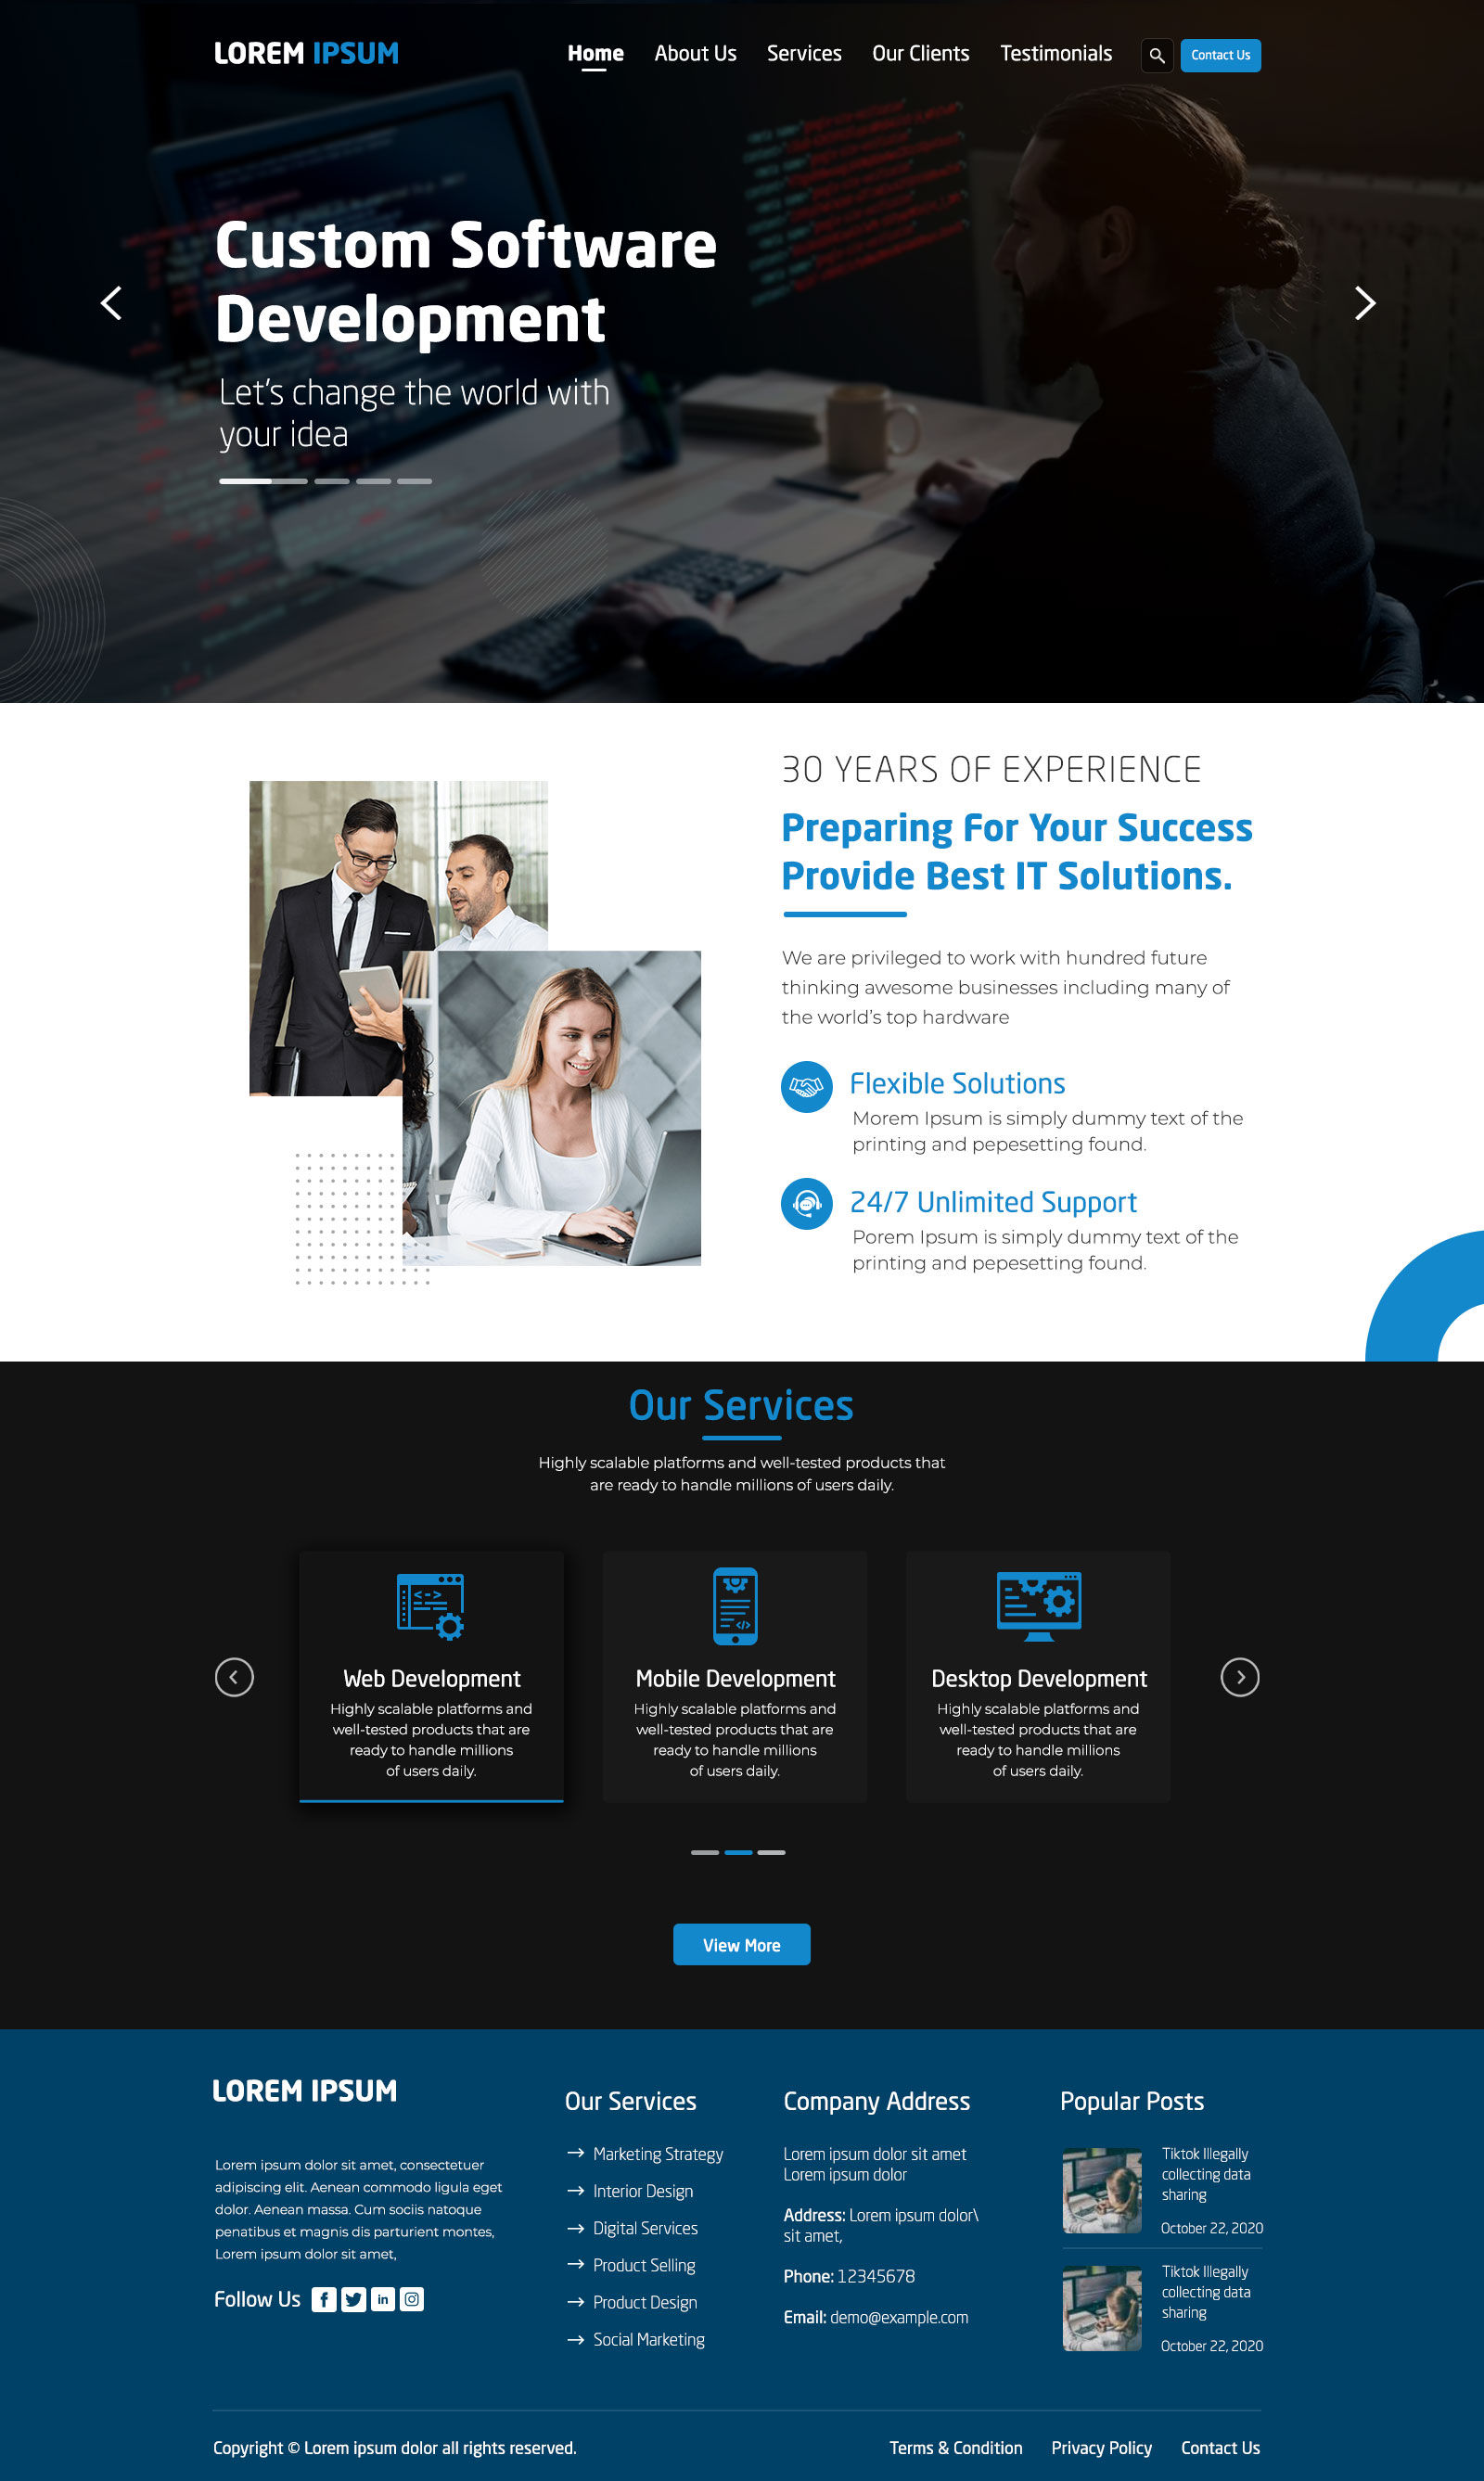 LOREM IPSUM
Home About Us Services Our Clients Testimonials Contact Us
Custom Software
Development
Let's change the world with
your idea
30 YEARS OF EXPERIENCE
Preparing For Your Success
Provide Best IT Solutions.
We are privileged to work with hundred future
thinking awesome businesses including many of
the world's top hardware
Flexible Solutions
Morem Ipsum is simply dummy text of the
printing and pepesetting found.
24/7 Unlimited Support
Porem Ipsum is simply dummy text of the
printing and pepesetting found.
Our Services
Highly scalable platforms and well-tested products that
are ready to handle millions of users daily.
Web Development
Highly scalable platforms and
well-tested products that are
ready to handle millions
of users daily.
Mobile Development
Highly scalable platforms and
well-tested products that are
ready to handle millions
of users daily.
Desktop Development
Highly scalable platforms and
well-tested products that are
ready to handle millions
of users daily.
View More
LOREM IPSUM
Lorem ipsum dolor sit amet, consectetuer
adipiscing elit. Aenean commodo ligula eget
dolor. Aenean massa. Cum sociis natoque
penatibus et magnis dis parturient montes,
Lorem ipsum dolor sit amet,
Follow Us
Our Services
Marketing Strategy
Interior Design
Digital Services
Product Selling
Product Design
Social Marketing
Company Address
Lorem ipsum dolor sit amet
Lorem ipsum dolor
Address: Lorem ipsum dolor\
sit amet,
Phone: 12345678
Email: demo@example.com
Popular Posts
Tiktok Illegally
collecting data
sharing
October 22, 2020
Tiktok Illegally
collecting data
sharing
October 22, 2020
Copyright © Lorem ipsum dolor all rights reserved.
Terms & Condition Privacy Policy Contact Us